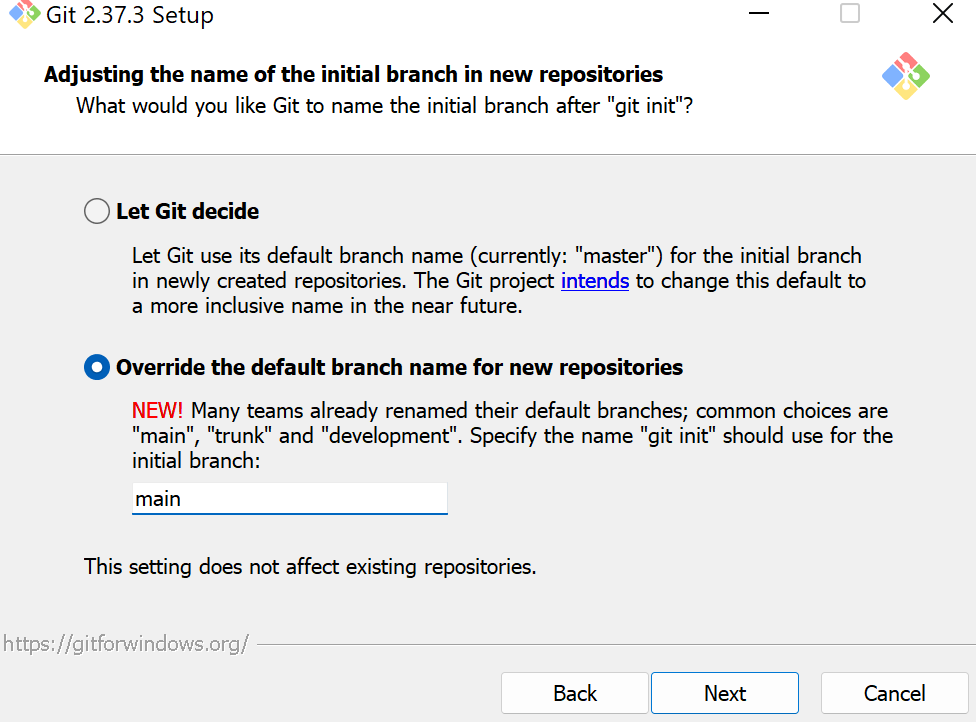 Git 2.37.3 Setup
Adjusting the name of the initial branch in new repositories
What would you like Git to name the initial branch after "git init"?
Let Git decide
Let Git use its default branch name (currently: "master") for the initial branch
in newly created repositories. The Git project intends to change this default to
a more inclusive name in the near future.
Override the default branch name for new repositories
NEW! Many teams already renamed their default branches; common choices are
"main", "trunk" and "development". Specify the name "git init" should use for the
initial branch:
main
This setting does not affect existing repositories.
https://gitforwindows.org/
Back Next Cancel